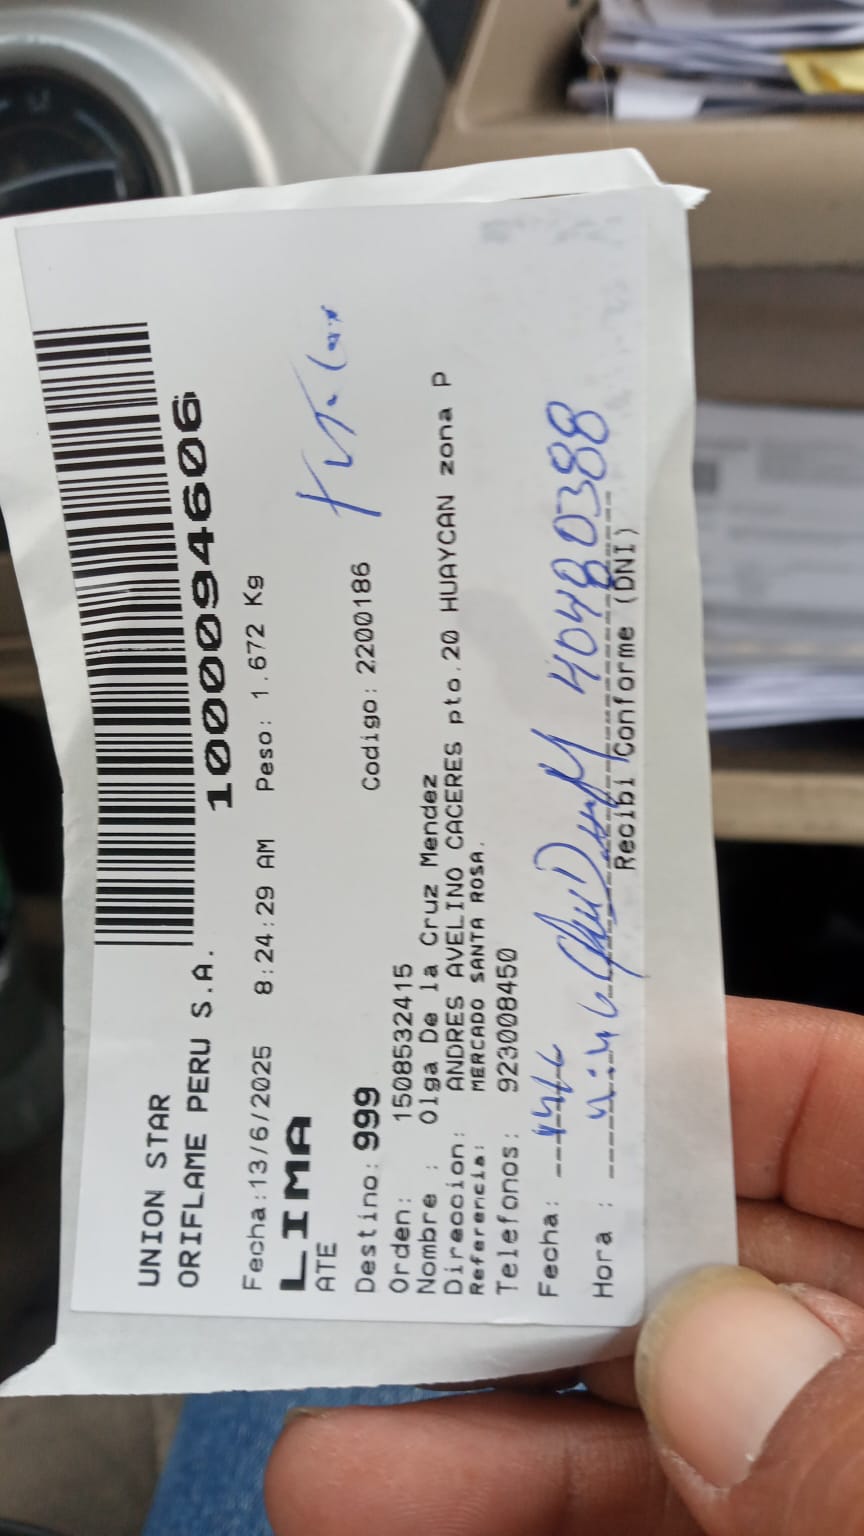 1000094606
UNION STAR
ORIFLAME PERU S.A.
Fecha:13/6/2025 8:24:29 AM Peso: 1.672 Kg
LIMA
ATE
Destino: 999 Codigo: 2200186
Orden: 1508532415
Nombre : Olga De la Cruz Mendez
Direccion: ANDRES AVELINO CACERES pto.20 HUAYCAN zona P
Referencia: MERCADO SANTA ROSA.
Telefonos: 923008450
Fecha:
Hora : 40480388
Recibi Conforme (DNI)